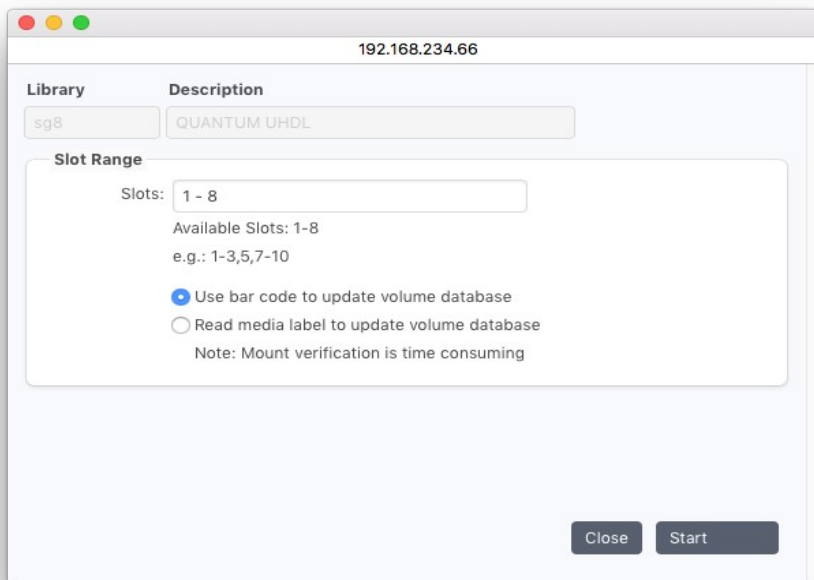 192.168.234.66
Library Description
sg8 QUANTUM UHDL
Slot Range
Slots: 1 - 8
Available Slots: 1-8
e.g.: 1-3,5,7-10
Use bar code to update volume database
Read media label to update volume database
Note: Mount verification is time consuming
Close Start